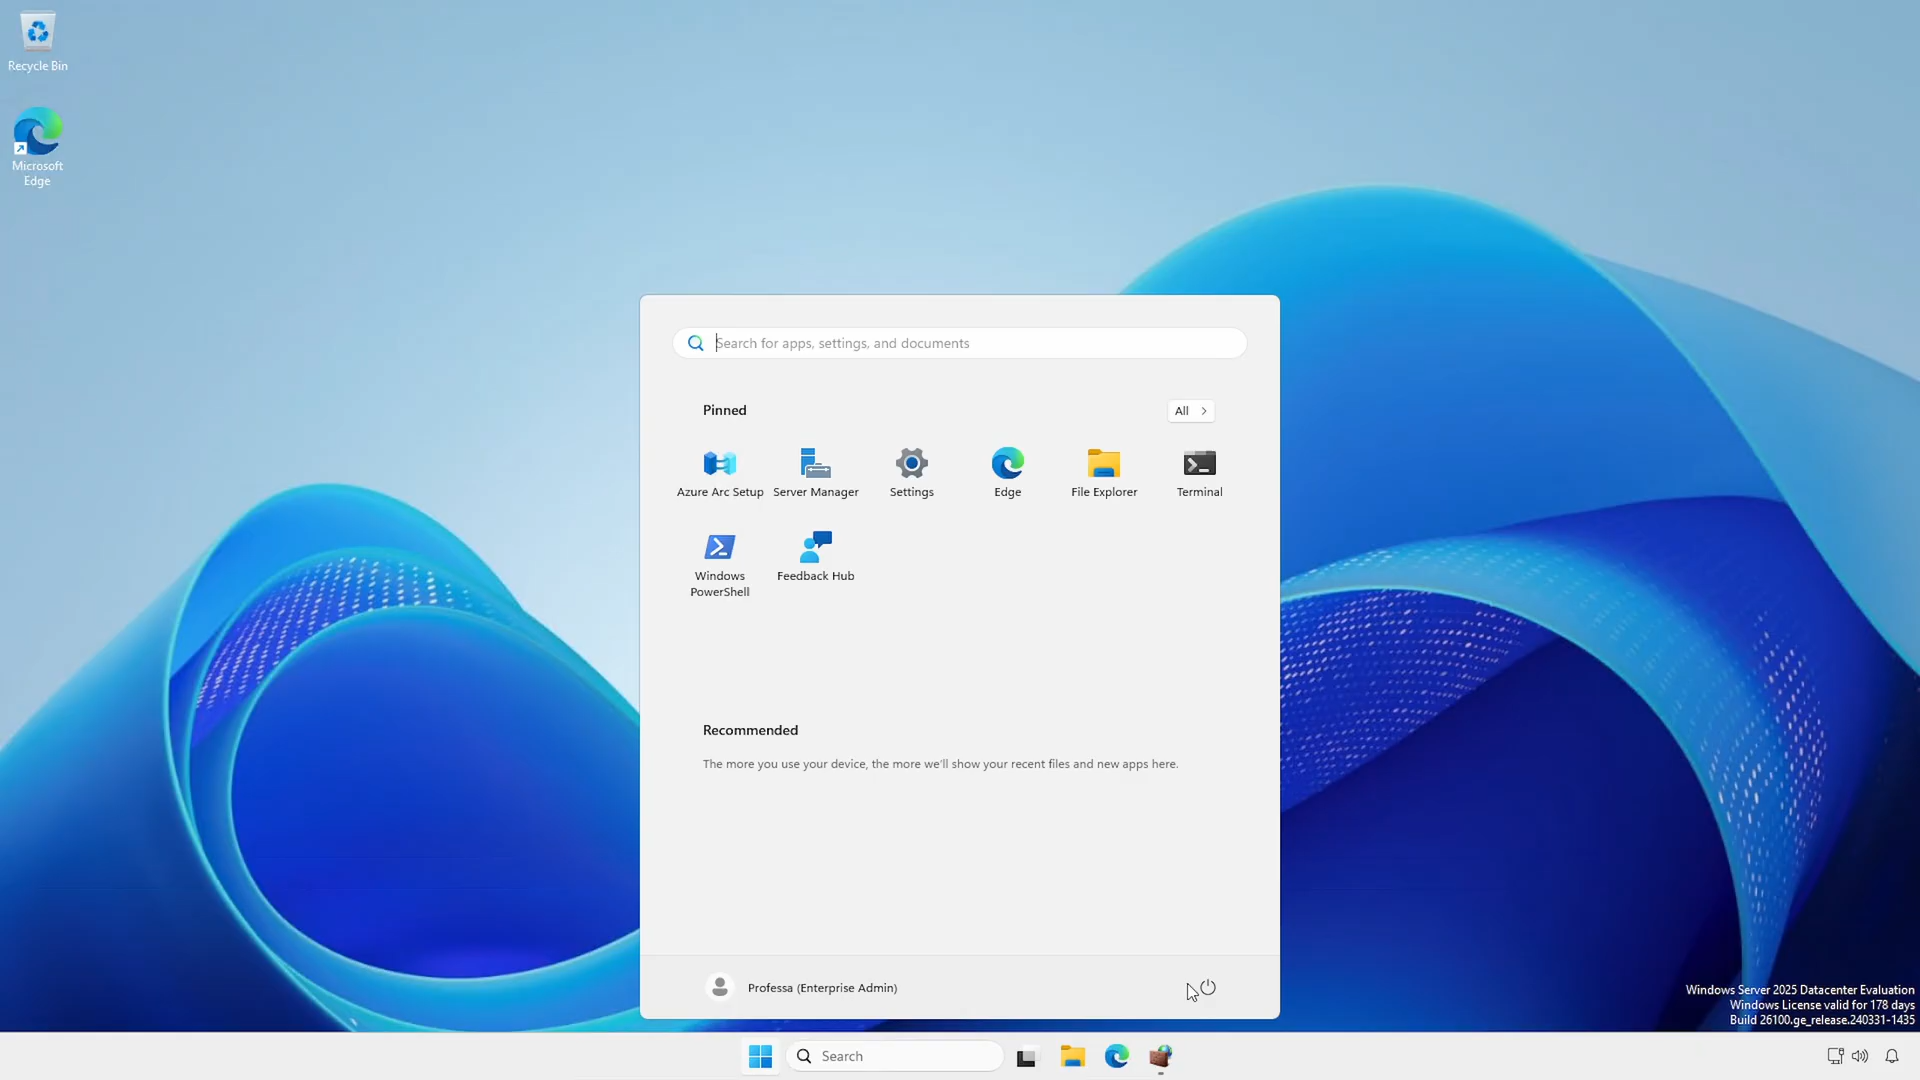 Recycle Bin
Microsoft
Edge
Search for apps, settings, and documents
Pinned
All
Azure Arc Setup
Server Manager
Settings
Edge
File Explorer
Terminal
Windows
PowerShell
Feedback Hub
Recommended
The more you use your device, the more we'll show your recent files and new apps here.
Professa (Enterprise Admin)
Windows Server 2025 Datacenter Evaluation
Windows License valid for 178 days
Build 26100.ge_release.240331-1435
Search